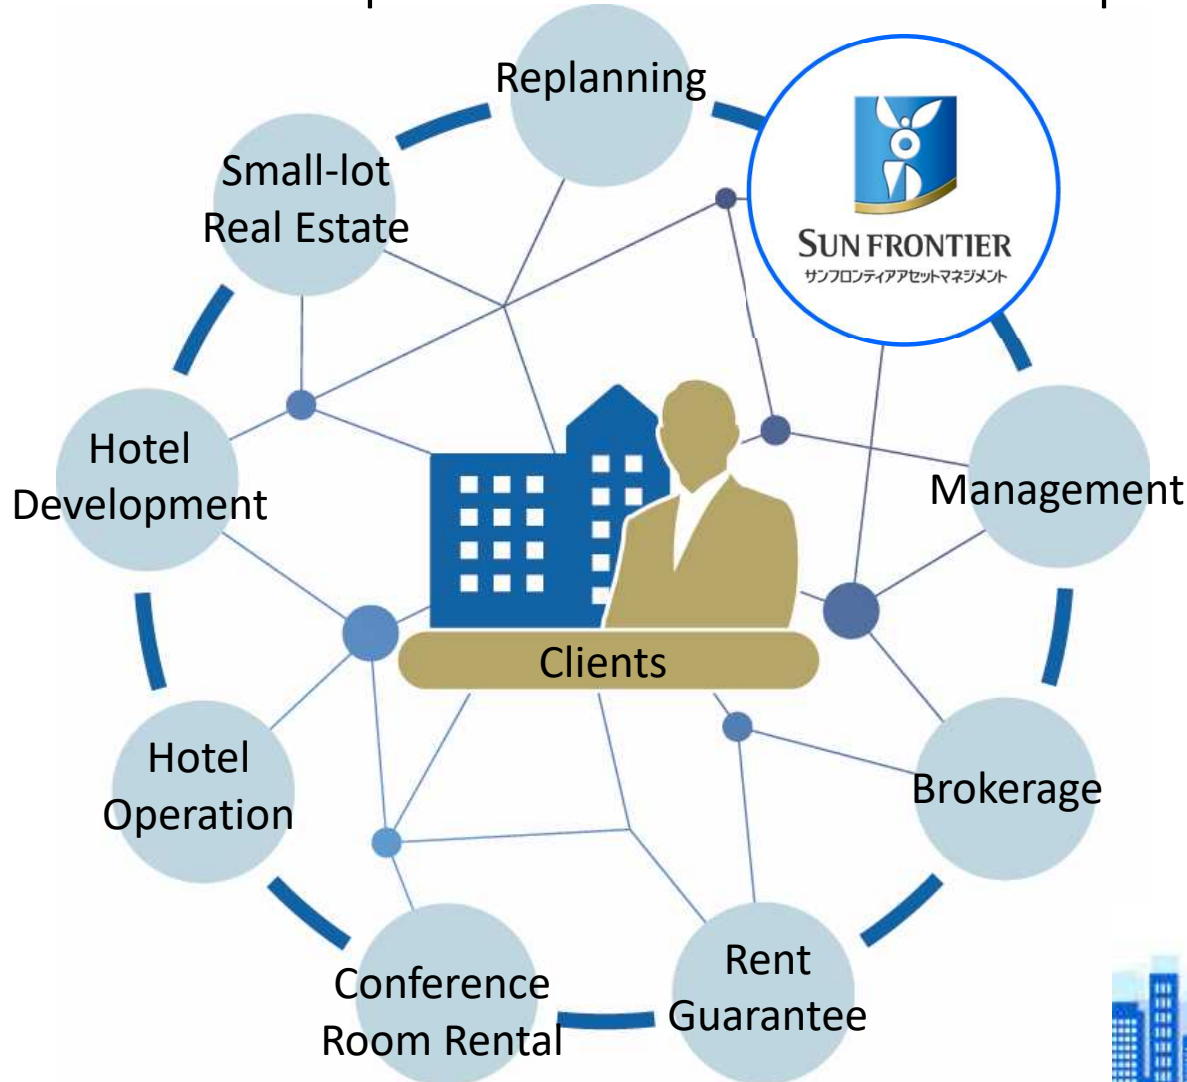 Replanning
SUN FRONTIER
サンフロンティアアセットマネジメント
Small-lot
Real Estate
Hotel
Development
Management
Clients
Hotel
Operation
Brokerage
Conference
Room Rental
Rent
Guarantee